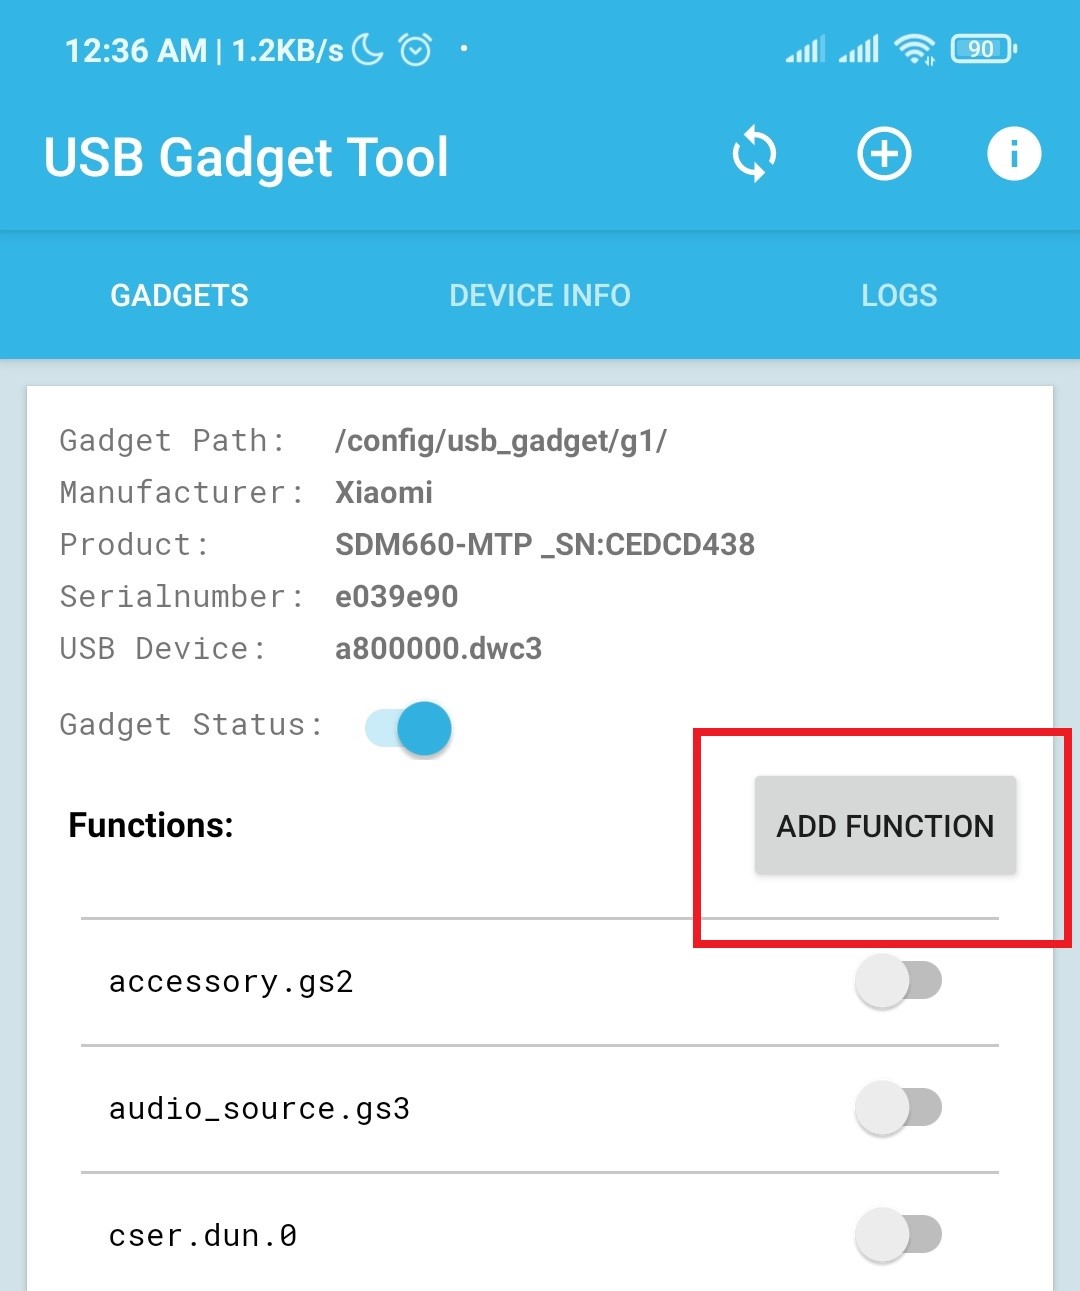 12:36 AM | 1.2KB/s 90
USB Gadget Tool
GADGETS DEVICE INFO LOGS
Gadget Path: /config/usb_gadget/g1/
Manufacturer: Xiaomi
Product: SDM660-MTP _SN:CEDCD438
Serialnumber: e039e90
USB Device: a800000.dwc3
Gadget Status:
Functions: ADD FUNCTION
accessory.gs2
audio_source.gs3
cser.dun.0